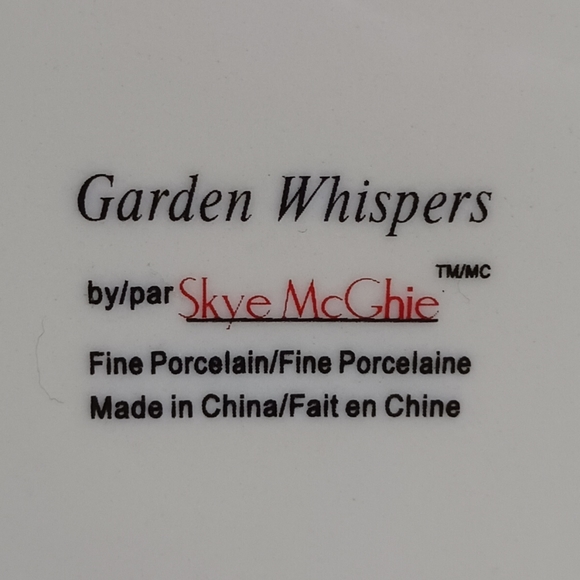 Garden Whispers
by/par Skye McGhie TM/MC
Fine Porcelain/Fine Porcelaine
Made in China/Fait en Chine